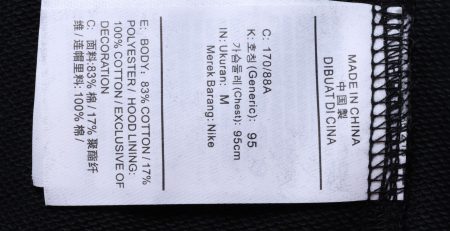 MADE IN CHINA
中国製
DIBUAT DI CINA
C: 170/88A
K: 호칭 (Generic): 95
가슴둘레 (Chest): 95cm
IN: Ukuran: M
Merek Barang: Nike
E: BODY: 83% COTTON / 17%
POLYESTER / HOOD LINING:
100% COTTON / EXCLUSIVE OF
DECORATION
C: 面料:83% 棉 / 17% 聚酯纤
维 / 连帽里料: 100% 棉 /